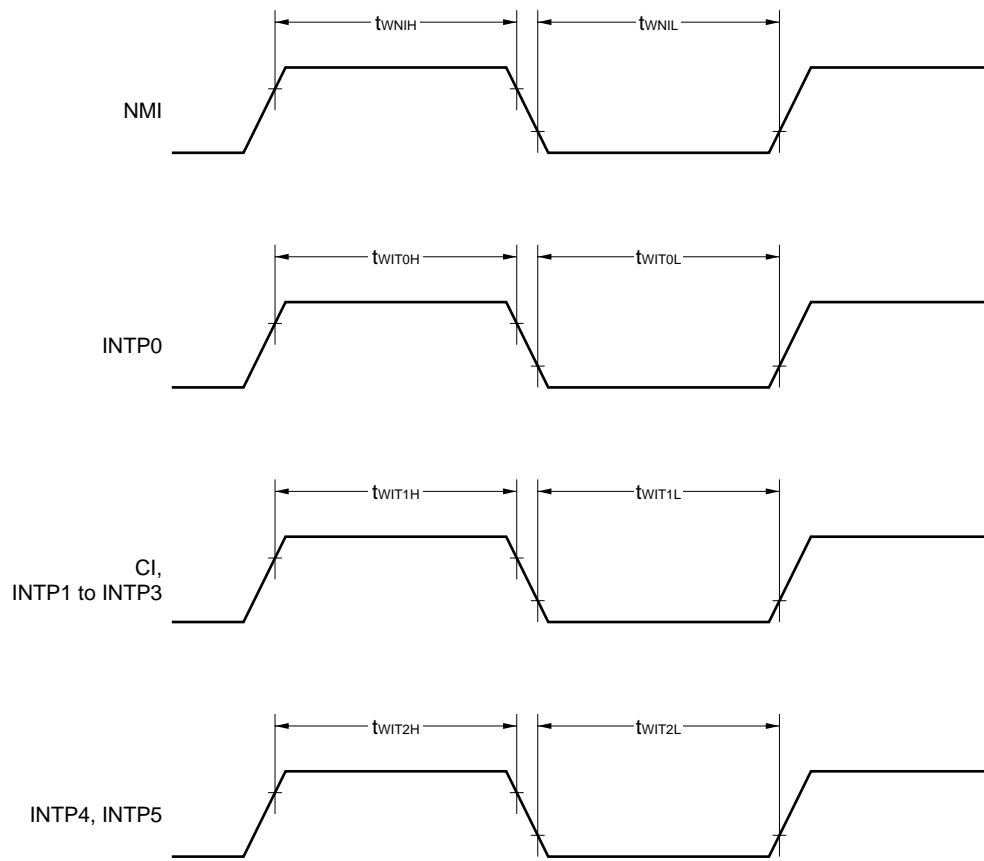 tWNIH
tWNIL
NMI
tWIT0H
tWIT0L
INTP0
tWIT1H
tWIT1L
CI,
INTP1 to INTP3
tWIT2H
tWIT2L
INTP4, INTP5